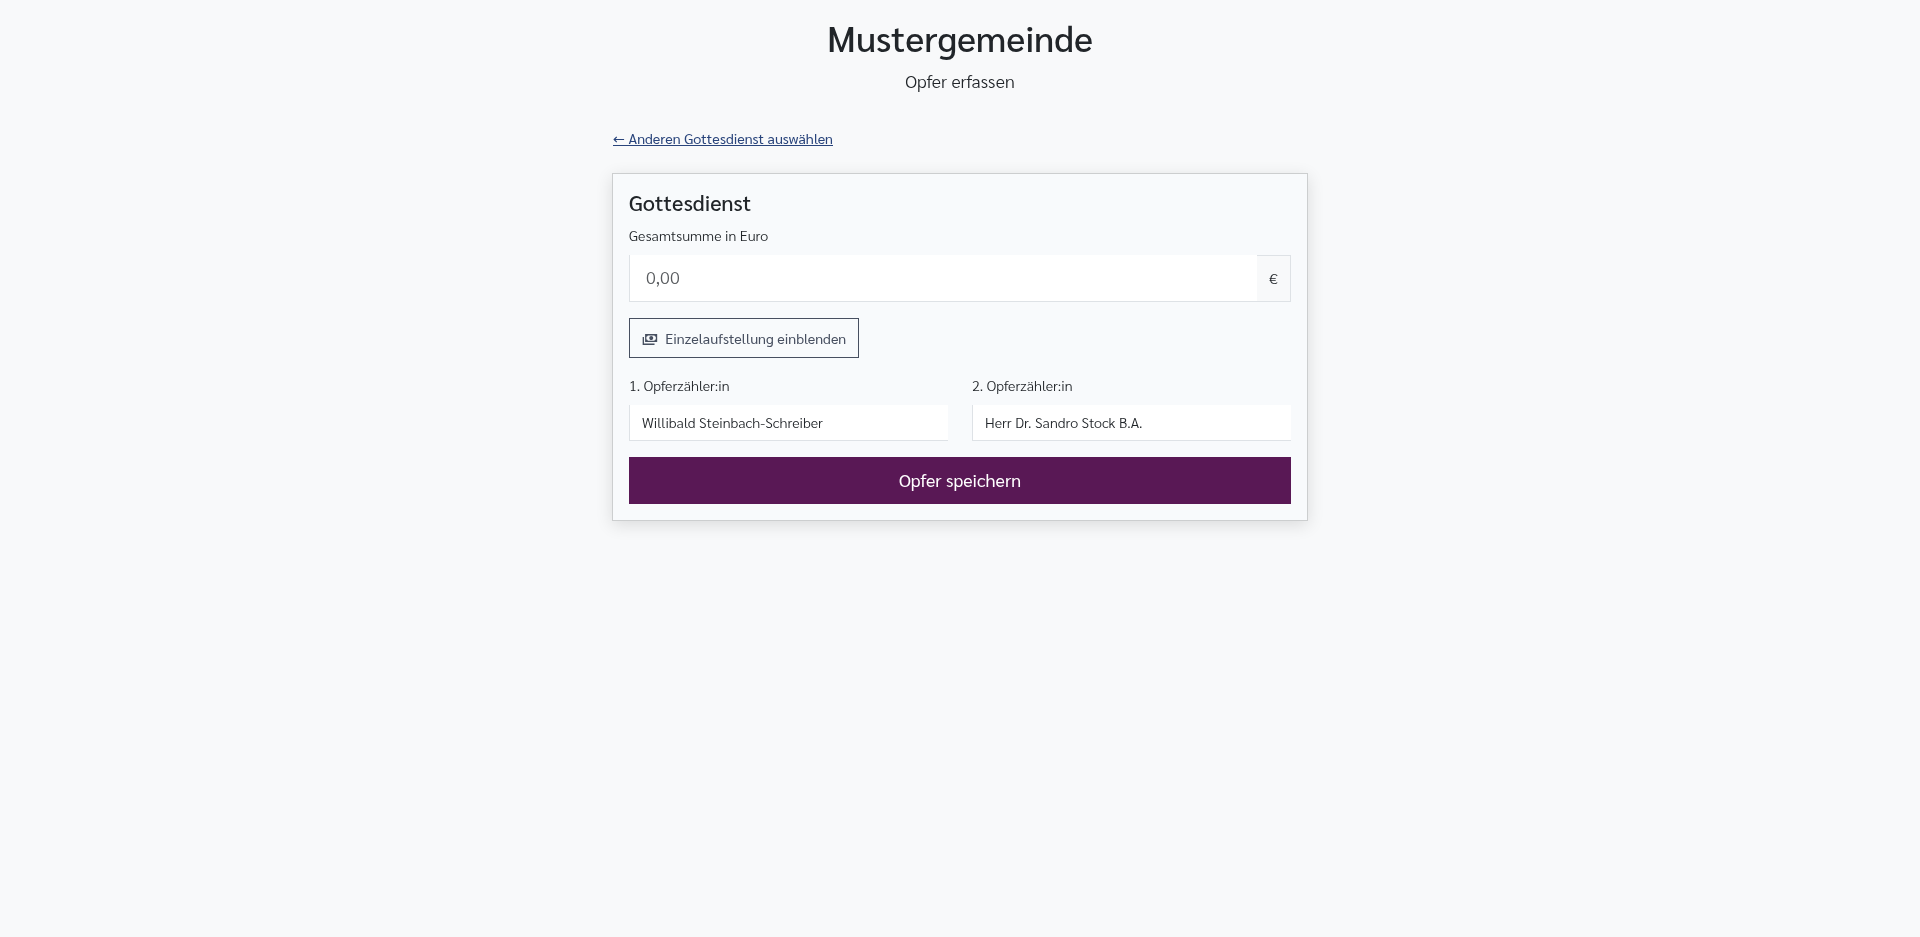 Mustergemeinde
Opfer erfassen
← Anderen Gottesdienst auswählen
Gottesdienst
Gesamtsumme in Euro
0,00 €
Einzelaufstellung einblenden
1. Opferzähler:in 2. Opferzähler:in
Willibald Steinbach-Schreiber Herr Dr. Sandro Stock B.A.
Opfer speichern